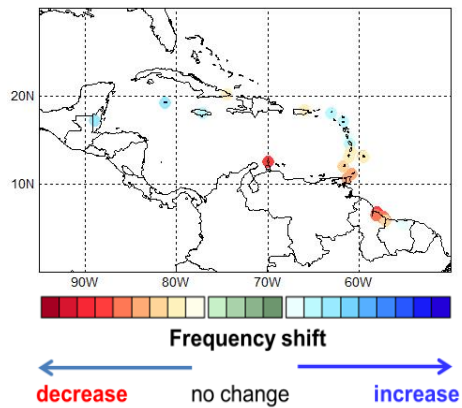 20N
10N
90W 80W 70W 60W
Frequency shift
decrease no change increase